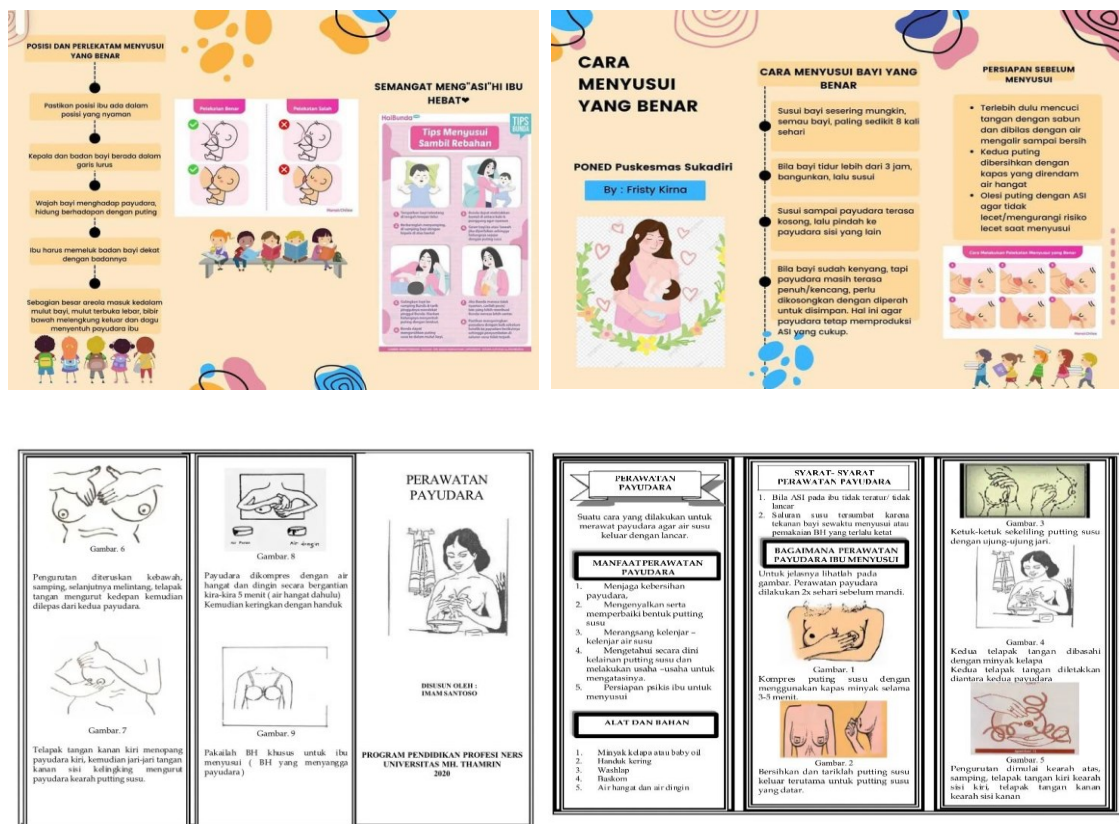 POSISI DAN PERLEKATAM MENYUSUI
YANG BENAR
Pastikan posisi ibu ada dalam
posisi yang nyaman
Kepala dan badan bayi berada dalam
garis lurus
Wajah bayi menghadap payudara,
hidung berhadapan dengan puting
Ibu harus memeluk badan bayi dekat
dengan badannya
Sebagian besar areola masuk kedalam
mulut bayi, mulut terbuka lebar, bibir
bawah melengkung keluar dan dagu
menyentuh payudara ibu
Pelekatan Benar
Pelekatan Salah
SEMANGAT MENG"ASI"HI IBU
HEBAT❤
HaiBunda
TIPS
BUNDA
Tips Menyusui
Sambil Rebahan
CARA
MENYUSUI
YANG BENAR
PONED Puskesmas Sukadiri
By : Fristy Kirna
CARA MENYUSUI BAYI YANG
BENAR
Susui bayi sesering mungkin,
semau bayi, paling sedikit 8 kali
sehari
Bila bayi tidur lebih dari 3 jam,
bangunkan, lalu susui
Susui sampai payudara terasa
kosong, lalu pindah ke
payudara sisi yang lain
Bila bayi sudah kenyang, tapi
payudara masih terasa
penuh/kencang, perlu
dikosongkan dengan diperah
untuk disimpan. Hal ini agar
payudara tetap memproduksi
ASI yang cukup.
PERSIAPAN SEBELUM
MENYUSUI
• Terlebih dulu mencuci
tangan dengan sabun
dan dibilas dengan air
mengalir sampai bersih
• Kedua puting
dibersihkan dengan
kapas yang direndam
air hangat
• Olesi puting dengan ASI
agar tidak
lecet/mengurangi risiko
lecet saat menyusui
Cara Melakukan Pelekatan Menyusui yang Benar
Gambar. 6
Pengurutan diteruskan kebawah,
samping, selanjutnya melintang, telapak
tangan mengurut kedepan kemudian
dilepas dari kedua payudara.
Gambar. 7
Telapak tangan kanan kiri menopang
payudara kiri, kemudian jari-jari tangan
kanan sisi kelingking mengurut
payudara kearah putting susu.
Air dingin
Gambar. 8
Payudara dikompres dengan air
hangat dan dingin secara bergantian
kira-kira 5 menit ( air hangat dahulu)
Kemudian keringkan dengan handuk
Gambar. 9
Pakailah BH khusus untuk ibu
menyusui ( BH yang menyangga
payudara )
PERAWATAN
PAYUDARA
DISUSUN OLEH :
IMAM SANTOSO
PROGRAM PENDIDIKAN PROFESI NERS
UNIVERSITAS MH. THAMRIN
2020
PERAWATAN
PAYUDARA
Suatu cara yang dilakukan untuk
merawat payudara agar air susu
keluar dengan lancar.
MANFAAT PERAWATAN
PAYUDARA
1. Menjaga kebersihan
payudara,
2. Mengenyalkan serta
memperbaiki bentuk putting
susu
3. Merangsang kelenjar –
kelenjar air susu
4. Mengetahui secara dini
kelainan putting susu dan
melakukan usaha –usaha untuk
mengatasinya.
5. Persiapan psikis ibu untuk
menyusui
ALAT DAN BAHAN
1. Minyak kelapa atau baby oil
2. Handuk kering
3. Washlap
4. Baskom
5. Air hangat dan air dingin
SYARAT- SYARAT
PERAWATAN PAYUDARA
1. Bila ASI pada ibu tidak teratur/ tidak
lancar
2. Saluran susu tersumbat karena
tekanan bayi sewaktu menyusui atau
pemakaian BH yang terlalu ketat
BAGAIMANA PERAWATAN
PAYUDARA IBU MENYUSUI
Untuk jelasnya lihatlah pada
gambar. Perawatan payudara
dilakukan 2x sehari sebelum mandi.
Gambar. 1
Kompres puting susu dengan
menggunakan kapas minyak selama
3-5 menit.
Gambar. 2
Bersihkan dan tariklah putting susu
keluar terutama untuk putting susu
yang datar.
Gambar. 3
Ketuk-ketuk sekeliling putting susu
dengan ujung-ujung jari.
Gambar. 4
Kedua telapak tangan dibasahi
dengan minyak kelapa
Kedua telapak tangan diletakkan
diantara kedua payudara
Gambar. 5
Pengurutan dimulai kearah atas,
samping, telapak tangan kiri kearah
sisi kiri, telapak tangan kanan
kearah sisi kanan